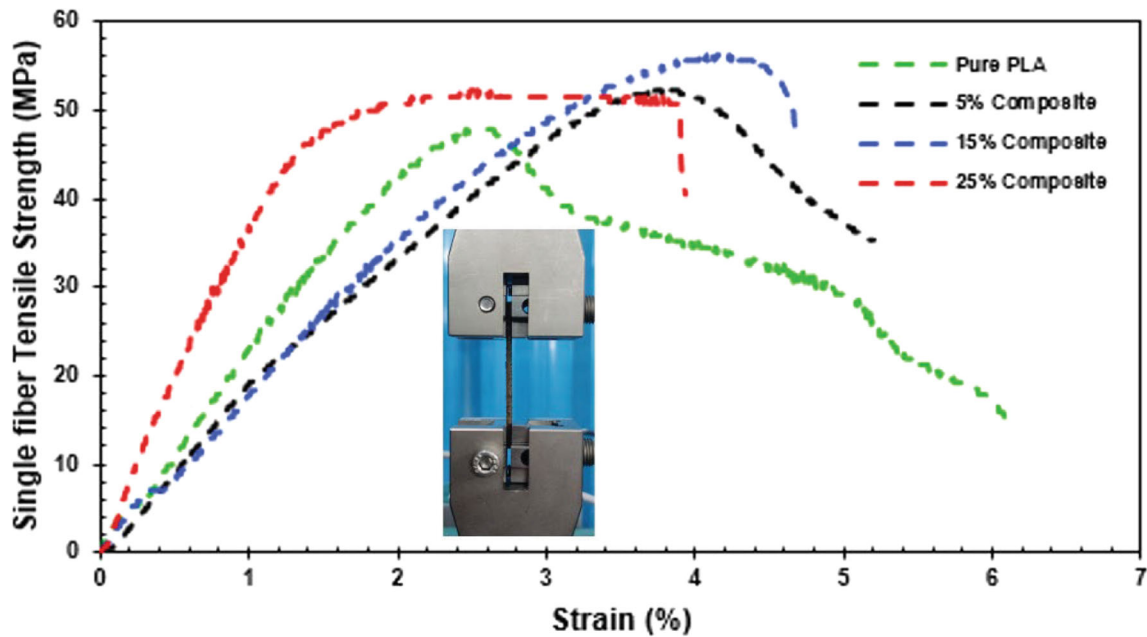 Single fiber Tensile Strength (MPa)
60
50
40
30
20
10
0
Pure PLA
5% Composite
15% Composite
25% Composite
0 1 2 3 4 5 6 7
Strain (%)